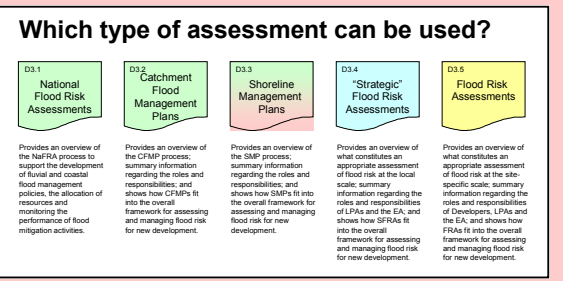 Which type of assessment can be used?
D3.1
National
Flood Risk
Assessments
Provides an overview of
the NaFRA process to
support the development
of fluvial and coastal
flood management
policies, the allocation of
resources and
monitoring the
performance of flood
mitigation activities.
D3.2
Catchment
Flood
Management
Plans
Provides an overview of
the CFMP process;
summary information
regarding the roles and
responsibilities; and
shows how CFMPs fit
into the overall
framework for assessing
and managing flood risk
for new development.
D3.3
Shoreline
Management
Plans
Provides an overview of
the SMP process;
summary information
regarding the roles and
responsibilities; and
shows how SMPs fit into
the overall framework for
assessing and managing
flood risk for new
development.
D3.4
“Strategic”
Flood Risk
Assessments
Provides an overview of
what constitutes an
appropriate assessment
of flood risk at the local
scale; summary
information regarding the
roles and responsibilities
of LPAs and the EA; and
shows how SFRAs fit
into the overall
framework for assessing
and managing flood risk
for new development.
D3.5
Flood Risk
Assessments
Provides an overview of
what constitutes an
appropriate assessment
of flood risk at the site-
specific scale; summary
information regarding the
roles and responsibilities
of Developers, LPAs and
the EA; and shows how
FRAs fit into the overall
framework for assessing
and managing flood risk
for new development.